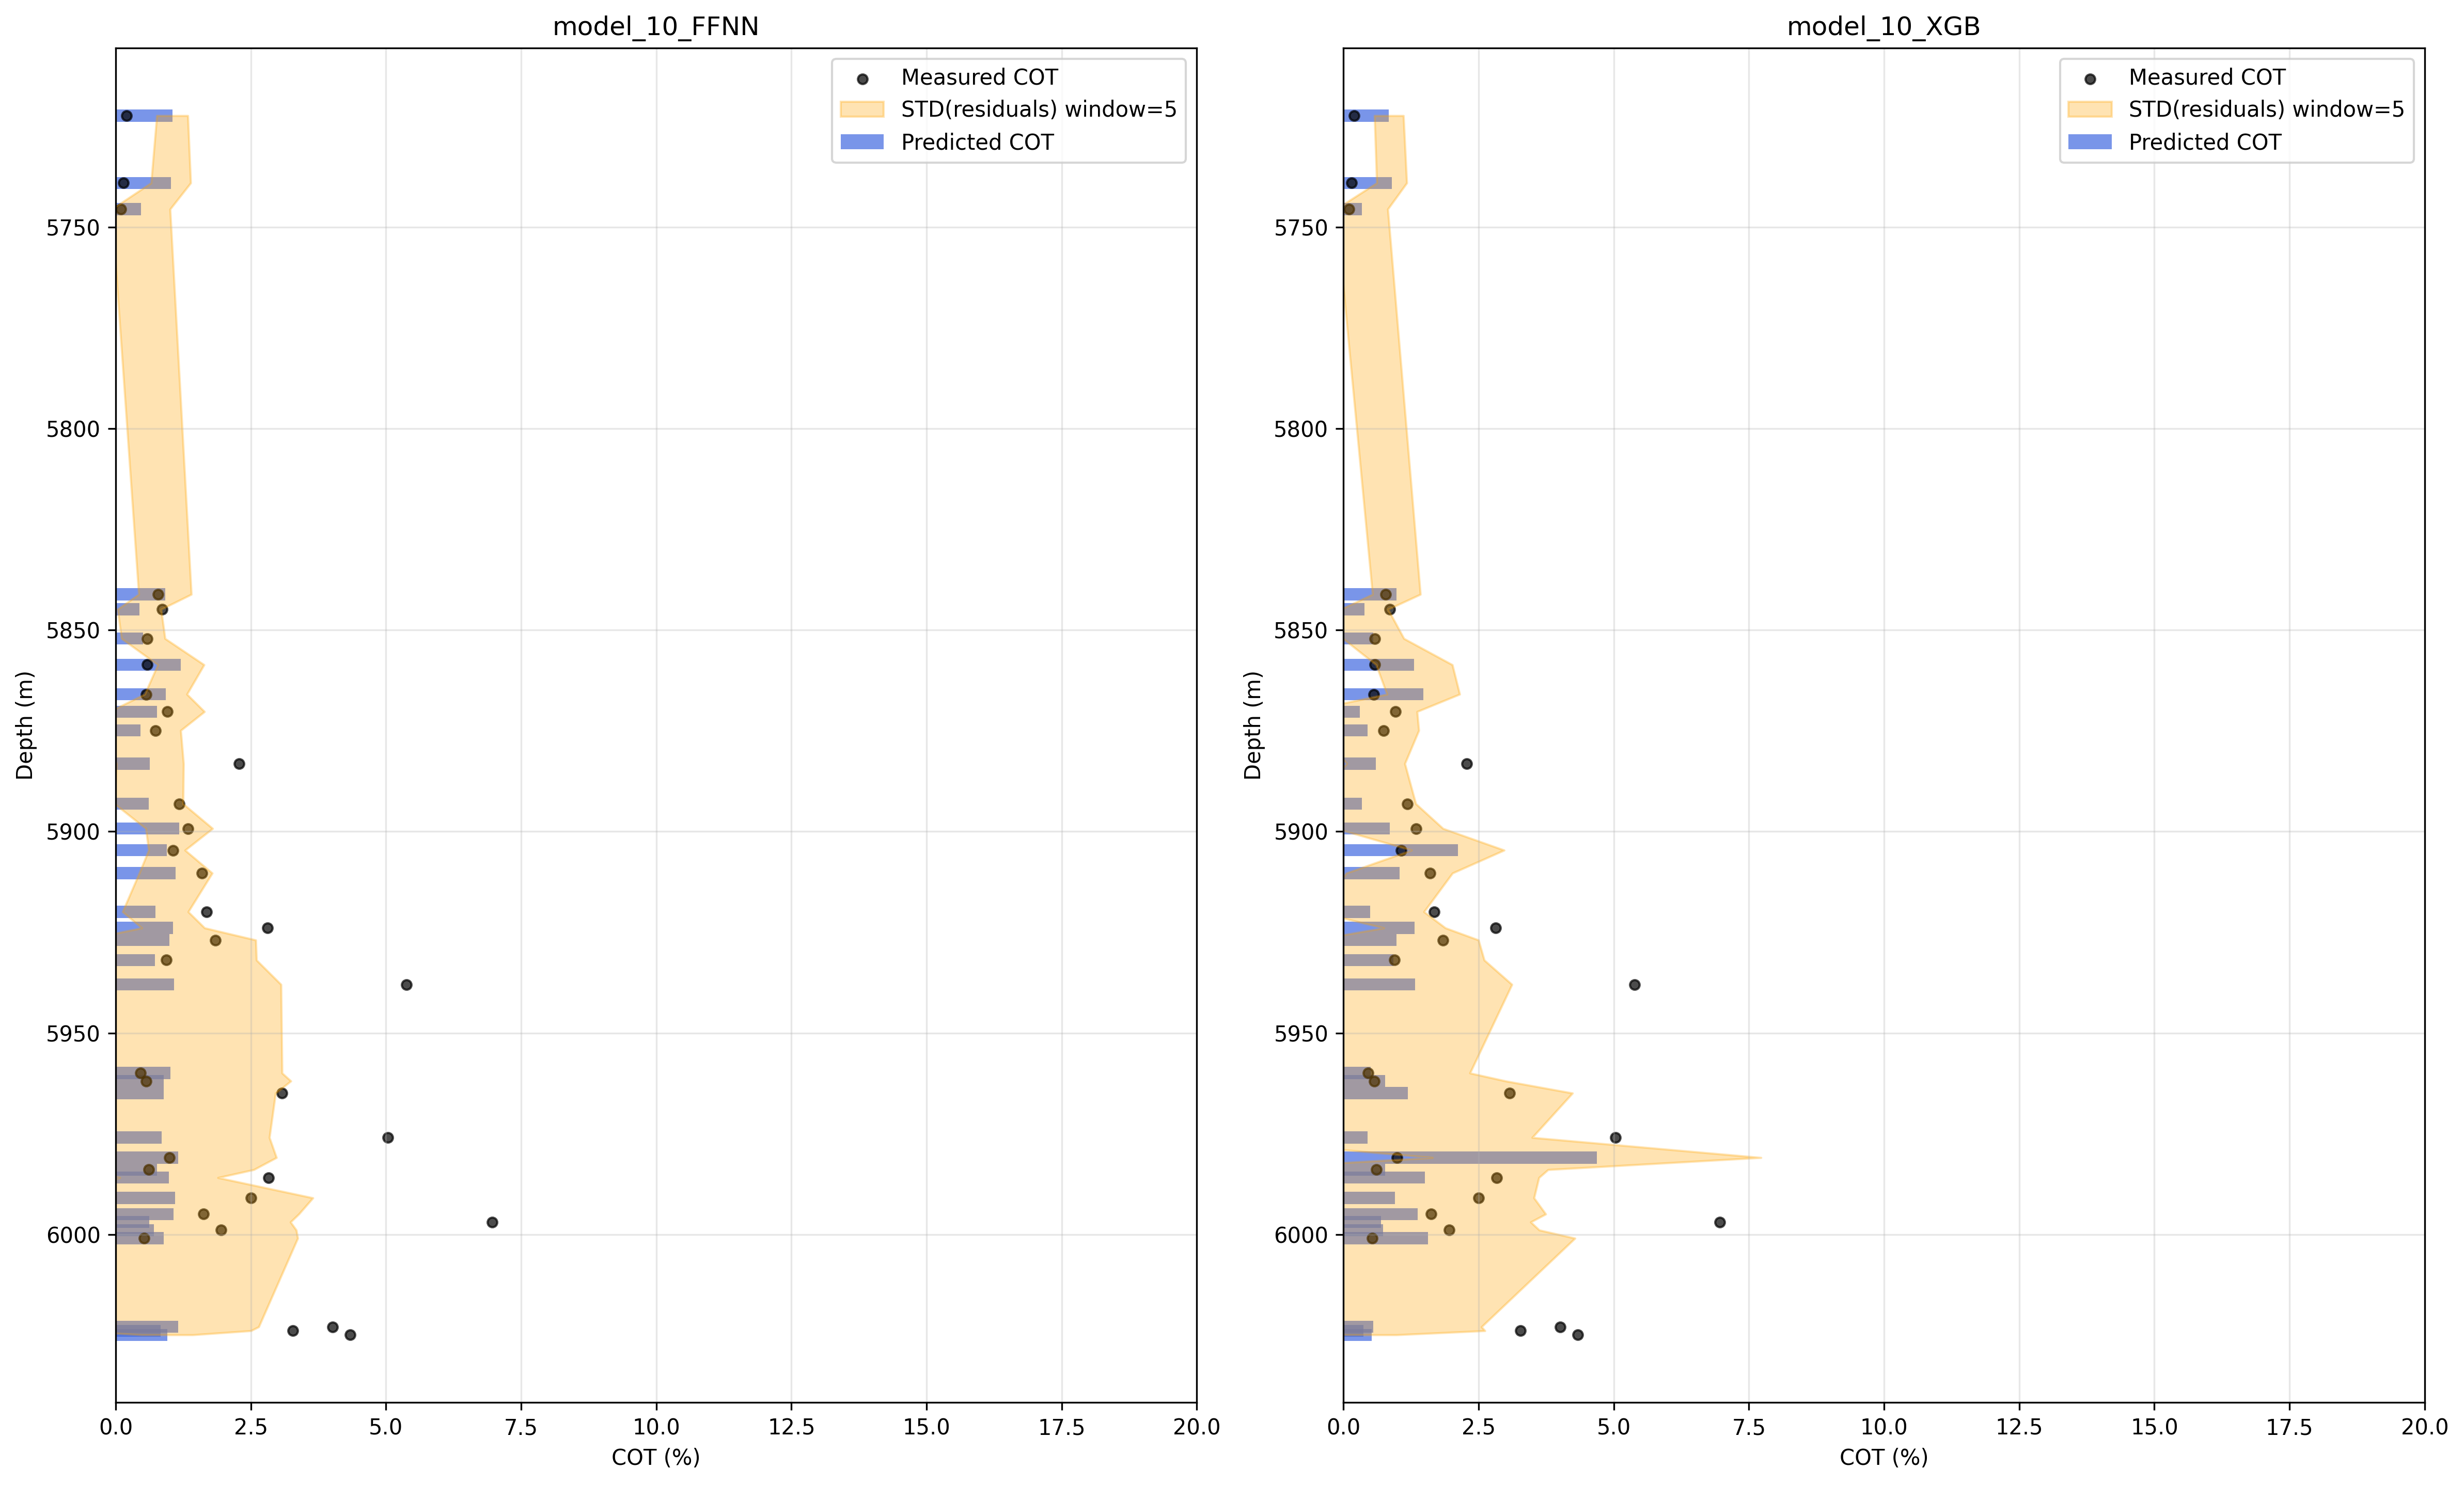 model_10_FFNN
Measured COT
STD(residuals) window=5
Predicted COT
Depth (m)
5750
5800
5850
5900
5950
6000
0.0 2.5 5.0 7.5 10.0 12.5 15.0 17.5 20.0
COT (%)
model_10_XGB
Measured COT
STD(residuals) window=5
Predicted COT
Depth (m)
5750
5800
5850
5900
5950
6000
0.0 2.5 5.0 7.5 10.0 12.5 15.0 17.5 20.0
COT (%)